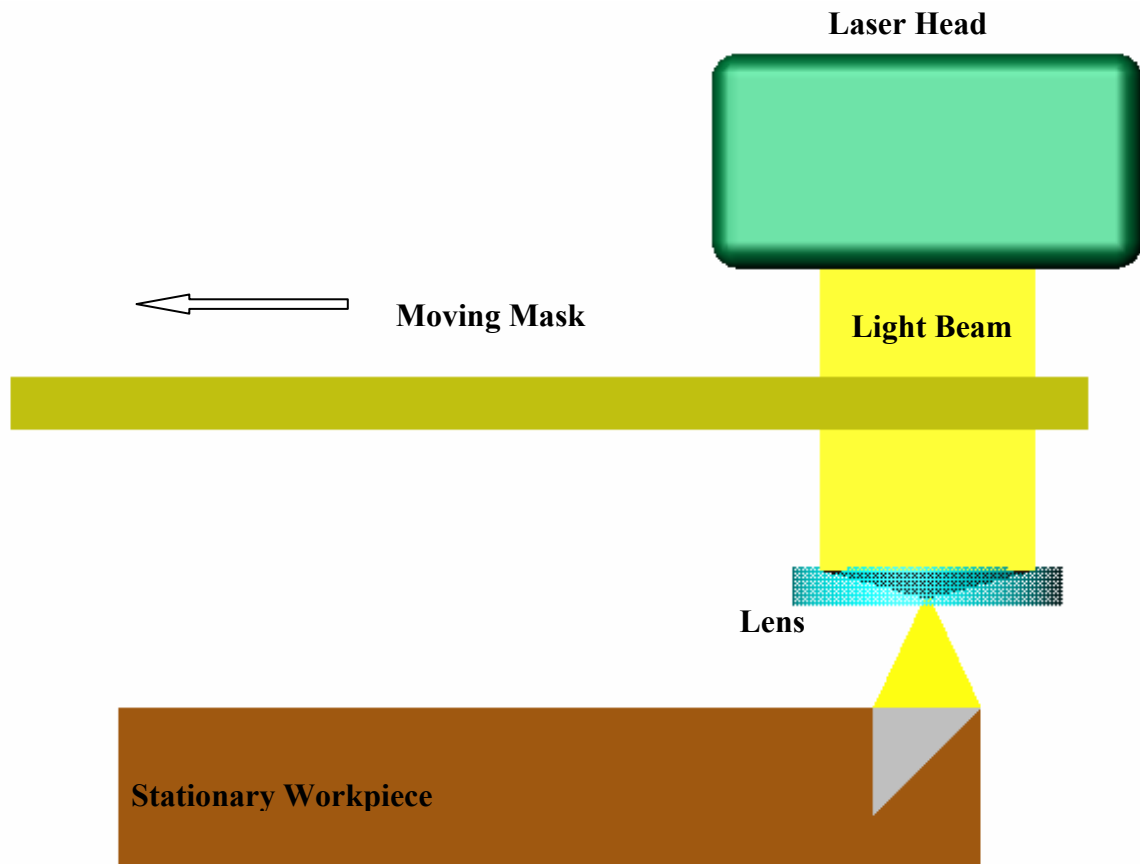 Laser Head
Moving Mask
Light Beam
Lens
Stationary Workpiece